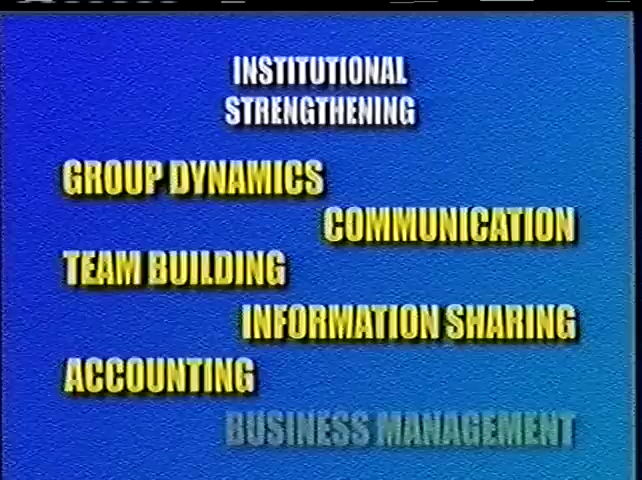 INSTITUTIONAL
STRENGTHENING
GROUP DYNAMICS
COMMUNICATION
TEAM BUILDING
INFORMATION SHARING
ACCOUNTING
BUSINESS MANAGEMENT